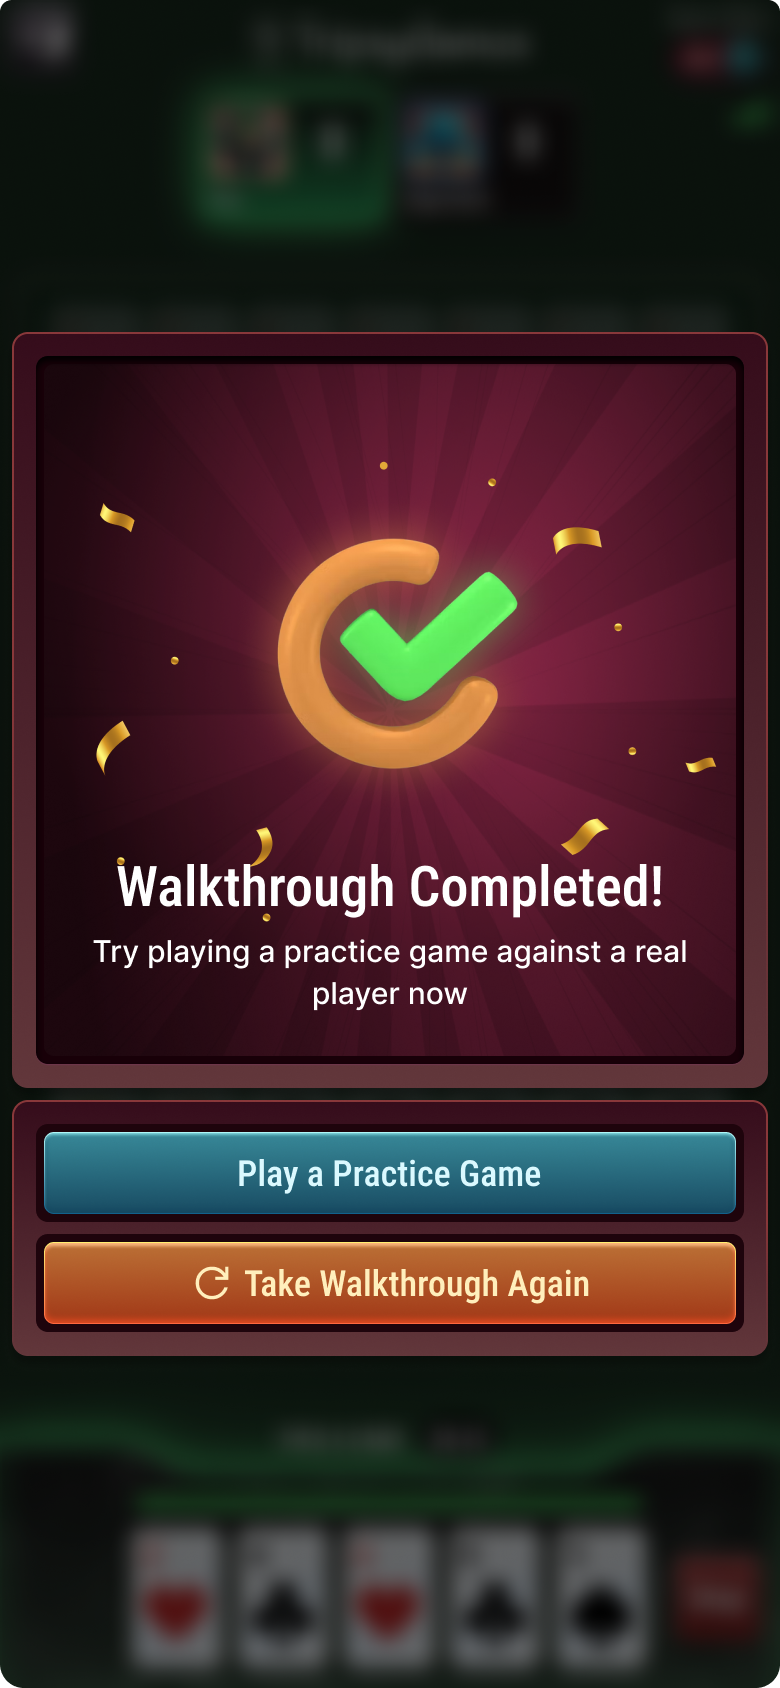 Walkthrough Completed!
Try playing a practice game against a real
player now
Play a Practice Game
Take Walkthrough Again